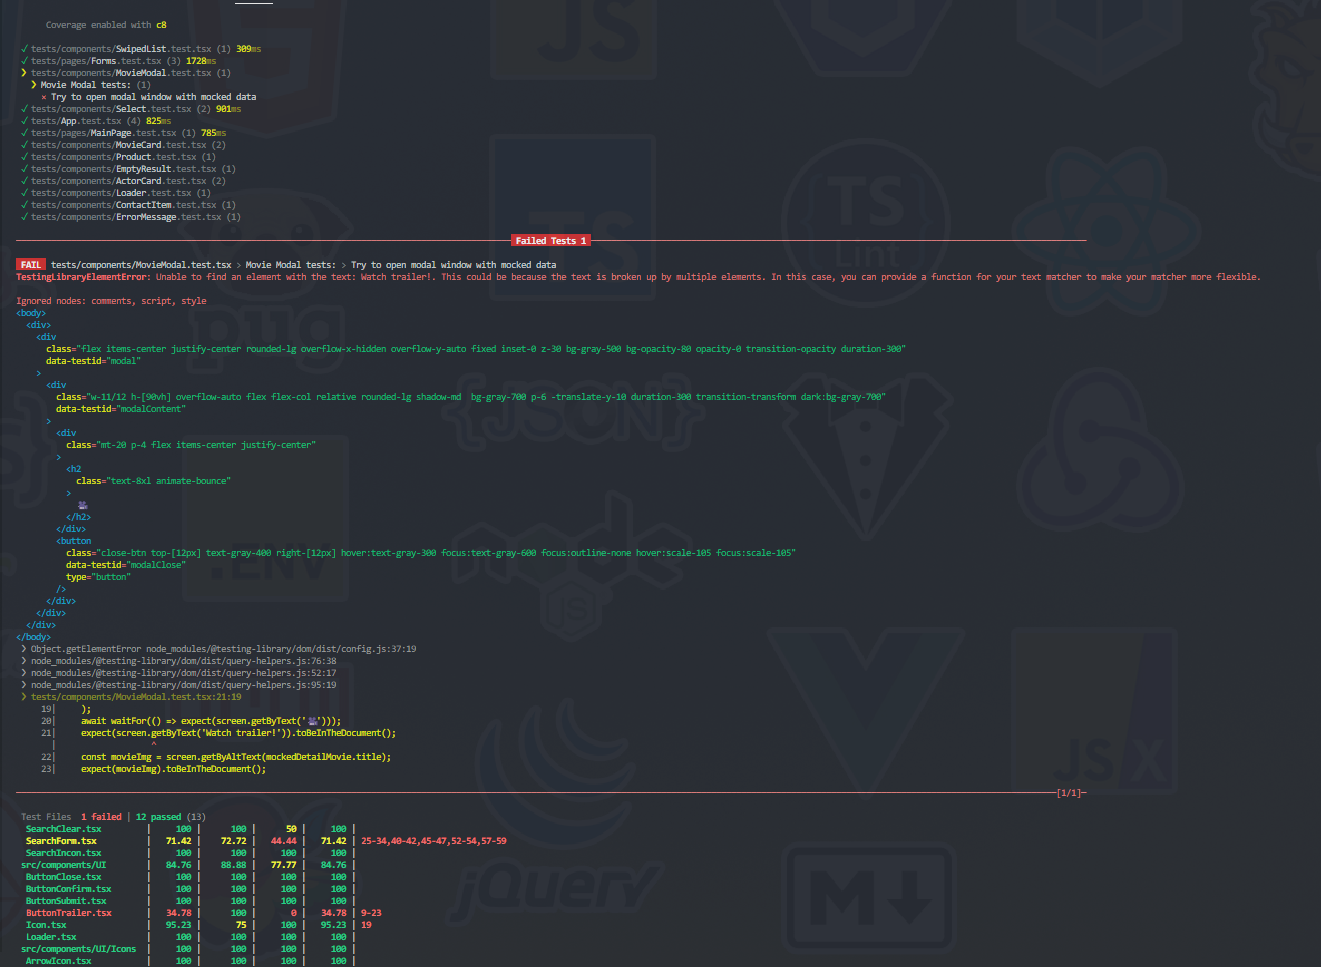 Coverage enabled with c8
✓ tests/components/SwipedList.test.tsx (1) 309ms
✓ tests/pages/Forms.test.tsx (3) 1728ms
❯ tests/components/MovieModal.test.tsx (1)
❯ Movie Modal tests: (1)
× Try to open modal window with mocked data
✓ tests/components/Select.test.tsx (2) 901ms
✓ tests/App.test.tsx (4) 825ms
✓ tests/pages/MainPage.test.tsx (1) 785ms
✓ tests/components/MovieCard.test.tsx (2)
✓ tests/components/Product.test.tsx (1)
✓ tests/components/EmptyResult.test.tsx (1)
✓ tests/components/ActorCard.test.tsx (2)
✓ tests/components/Loader.test.tsx (1)
✓ tests/components/ContactItem.test.tsx (1)
✓ tests/components/ErrorMessage.test.tsx (1)
Failed Tests 1
FAIL tests/components/MovieModal.test.tsx > Movie Modal tests: > Try to open modal window with mocked data
TestingLibraryElementError: Unable to find an element with the text: Watch trailer!. This could be because the text is broken up by multiple elements. In this case, you can provide a function for your text matcher to make your matcher more flexible.
Ignored nodes: comments, script, style
<body>
<div>
<div
class="flex items-center justify-center rounded-lg overflow-x-hidden overflow-y-auto fixed inset-0 z-30 bg-gray-500 bg-opacity-80 opacity-0 transition-opacity duration-300"
data-testid="modal"
>
<div
class="w-11/12 h-[90vh] overflow-auto flex flex-col relative rounded-lg shadow-md  bg-gray-700 p-6 -translate-y-10 duration-300 transition-transform dark:bg-gray-700"
data-testid="modalContent"
>
<div
class="mt-20 p-4 flex items-center justify-center"
>
<h2
class="text-8xl animate-bounce"
>
🎬
</h2>
</div>
<button
class="close-btn top-[12px] text-gray-400 right-[12px] hover:text-gray-300 focus:text-gray-600 focus:outline-none hover:scale-105 focus:scale-105"
data-testid="modalClose"
type="button"
/>
</div>
</div>
</div>
</body>
❯ Object.getElementError node_modules/@testing-library/dom/dist/config.js:37:19
❯ node_modules/@testing-library/dom/dist/query-helpers.js:76:38
❯ node_modules/@testing-library/dom/dist/query-helpers.js:52:17
❯ node_modules/@testing-library/dom/dist/query-helpers.js:95:19
❯ tests/components/MovieModal.test.tsx:21:19
19| );
20| await waitFor(() => expect(screen.getByText('🎬')));
21| expect(screen.getByText('Watch trailer!')).toBeInTheDocument();
| ^
22| const movieImg = screen.getByAltText(mockedDetailMovie.title);
23| expect(movieImg).toBeInTheDocument();
[1/1]
Test Files 1 failed | 12 passed (13)
SearchClear.tsx | 100 | 100 | 50 | 100 |
SearchForm.tsx | 71.42 | 72.72 | 44.44 | 71.42 | 25-34,40-42,45-47,52-54,57-59
SearchIncon.tsx | 100 | 100 | 100 | 100 |
src/components/UI | 84.76 | 88.88 | 77.77 | 84.76 |
ButtonClose.tsx | 100 | 100 | 100 | 100 |
ButtonConfirm.tsx | 100 | 100 | 100 | 100 |
ButtonSubmit.tsx | 100 | 100 | 100 | 100 |
ButtonTrailer.tsx | 34.78 | 100 | 0 | 34.78 | 9-23
Icon.tsx | 95.23 | 75 | 100 | 95.23 | 19
Loader.tsx | 100 | 100 | 100 | 100 |
src/components/UI/Icons | 100 | 100 | 100 | 100 |
ArrowIcon.tsx | 100 | 100 | 100 | 100 |
JS
TS
TS
Lint
pug
{JSON}
.ENV
node
JS
npm
JS X
jQuery
M